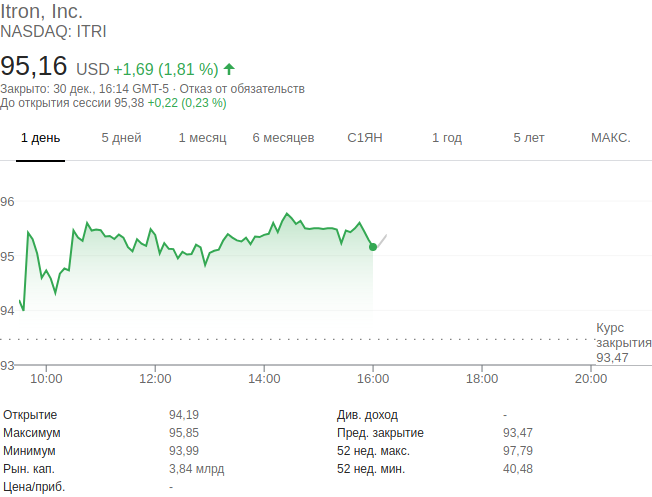 Itron, Inc.
NASDAQ: ITRI
95,16 USD +1,69 (1,81 %)
Закрыто: 30 дек., 16:14 GMT-5 · Отказ от обязательств
До открытия сессии 95,38 +0,22 (0,23 %)
1 день 5 дней 1 месяц 6 месяцев С1ЯН 1 год 5 лет МАКС.
96
95
94
Курс
закрытия
93,47
93
10:00 12:00 14:00 16:00 18:00 20:00
Открытие 94,19 Див. доход -
Максимум 95,85 Пред. закрытие 93,47
Минимум 93,99 52 нед. макс. 97,79
Рын. кап. 3,84 млрд 52 нед. мин. 40,48
Цена/приб. -